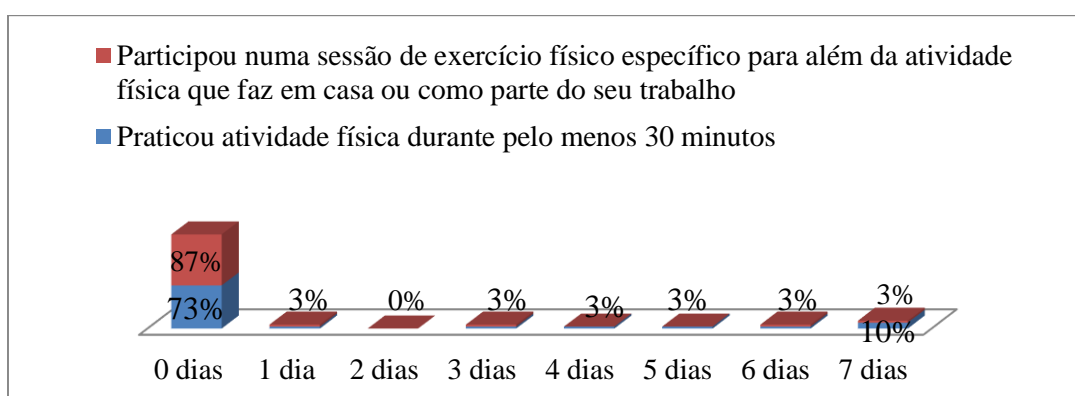 Participou numa sessão de exercício físico específico para além da atividade
física que faz em casa ou como parte do seu trabalho
Praticou atividade física durante pelo menos 30 minutos
87%
73%
3%
0%
3%
3%
3%
3%
3%
10%
0 dias
1 dia
2 dias
3 dias
4 dias
5 dias
6 dias
7 dias